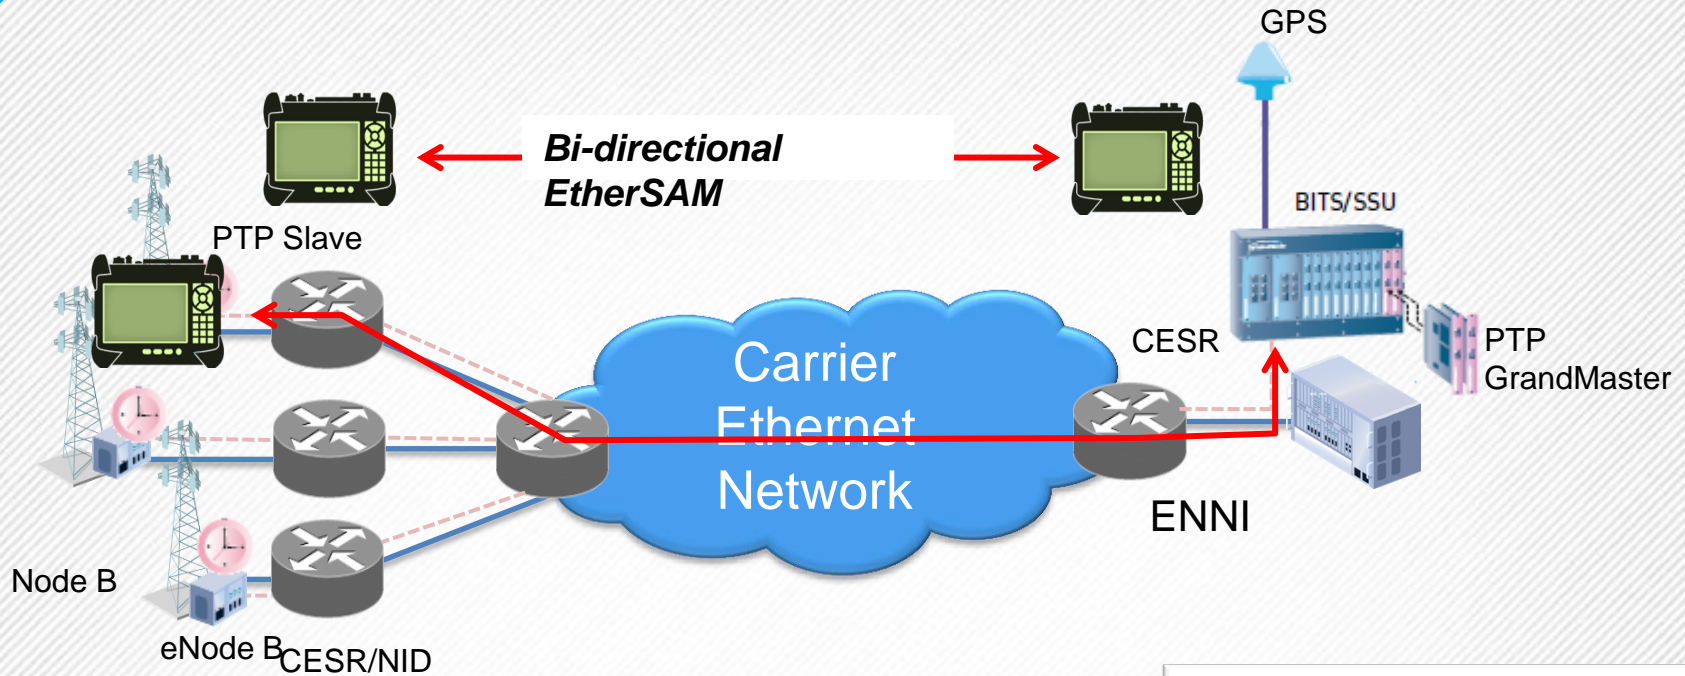 GPS
Bi-directional
EtherSAM
BITS/SSU
PTP Slave
CESR
PTP
GrandMaster
Carrier
Ethernet
Network
ENNI
Node B
eNode B
CESR/NID